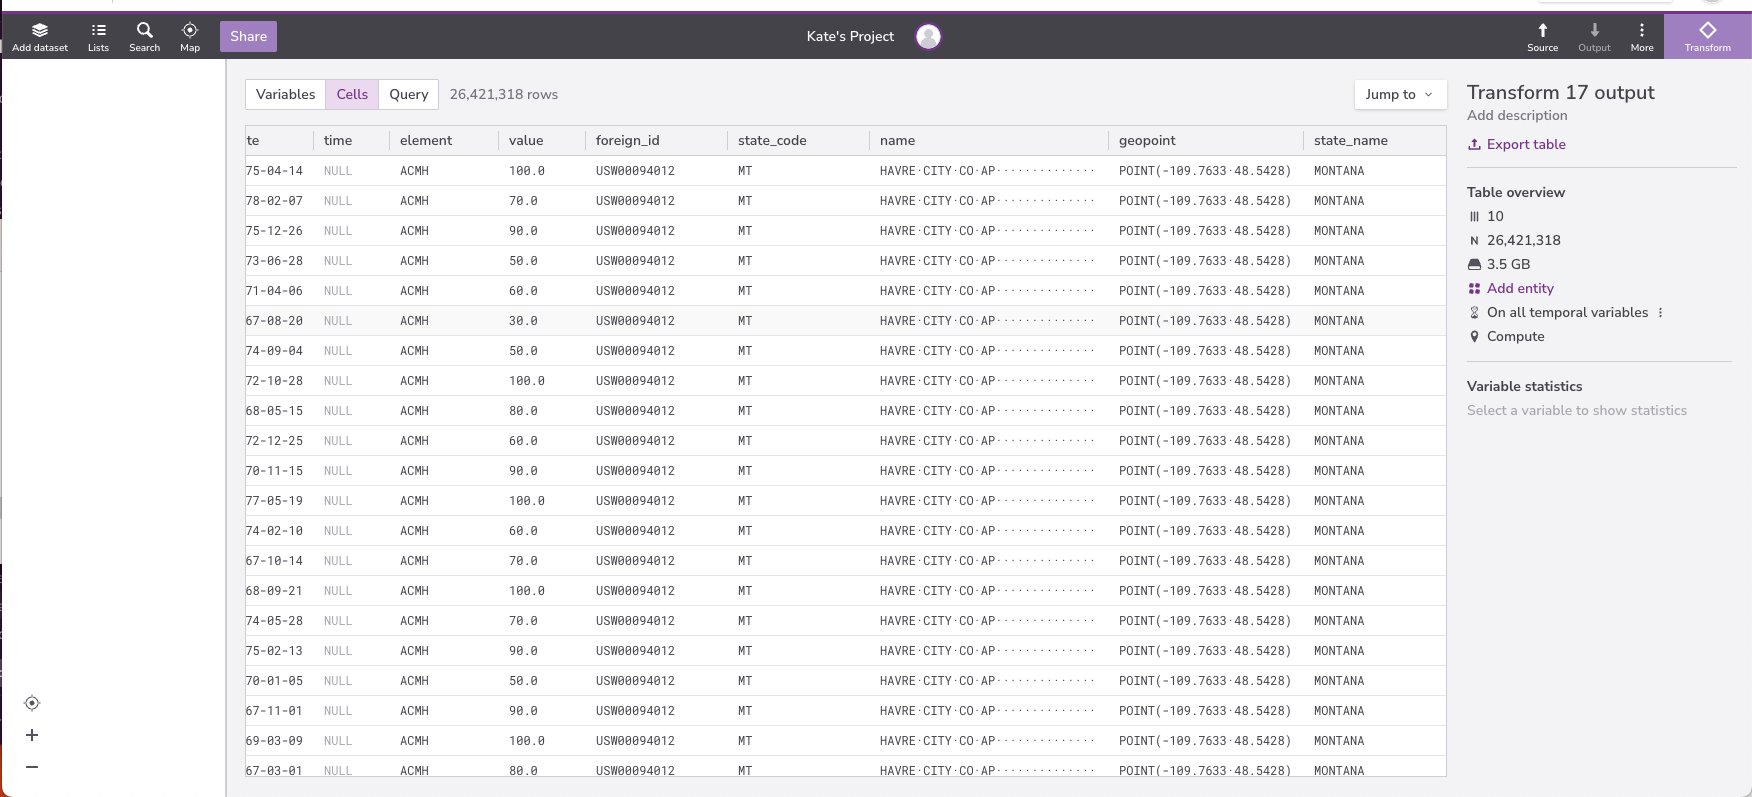 Add dataset Lists Search Map Share Kate's Project Source Output More Transform
Variables Cells Query 26,421,318 rows Jump to
te time element value foreign_id state_code name geopoint state_name
75-04-14 NULL ACMH 100.0 USW00094012 MT HAVRE·CITY·CO·AP·············· POINT(-109.7633·48.5428) MONTANA
78-02-07 NULL ACMH 70.0 USW00094012 MT HAVRE·CITY·CO·AP·············· POINT(-109.7633·48.5428) MONTANA
75-12-26 NULL ACMH 90.0 USW00094012 MT HAVRE·CITY·CO·AP·············· POINT(-109.7633·48.5428) MONTANA
73-06-28 NULL ACMH 50.0 USW00094012 MT HAVRE·CITY·CO·AP·············· POINT(-109.7633·48.5428) MONTANA
71-04-06 NULL ACMH 60.0 USW00094012 MT HAVRE·CITY·CO·AP·············· POINT(-109.7633·48.5428) MONTANA
67-08-20 NULL ACMH 30.0 USW00094012 MT HAVRE·CITY·CO·AP·············· POINT(-109.7633·48.5428) MONTANA
74-09-04 NULL ACMH 50.0 USW00094012 MT HAVRE·CITY·CO·AP·············· POINT(-109.7633·48.5428) MONTANA
72-10-28 NULL ACMH 100.0 USW00094012 MT HAVRE·CITY·CO·AP·············· POINT(-109.7633·48.5428) MONTANA
68-05-15 NULL ACMH 80.0 USW00094012 MT HAVRE·CITY·CO·AP·············· POINT(-109.7633·48.5428) MONTANA
72-12-25 NULL ACMH 60.0 USW00094012 MT HAVRE·CITY·CO·AP·············· POINT(-109.7633·48.5428) MONTANA
70-11-15 NULL ACMH 90.0 USW00094012 MT HAVRE·CITY·CO·AP·············· POINT(-109.7633·48.5428) MONTANA
77-05-19 NULL ACMH 100.0 USW00094012 MT HAVRE·CITY·CO·AP·············· POINT(-109.7633·48.5428) MONTANA
74-02-10 NULL ACMH 60.0 USW00094012 MT HAVRE·CITY·CO·AP·············· POINT(-109.7633·48.5428) MONTANA
67-10-14 NULL ACMH 70.0 USW00094012 MT HAVRE·CITY·CO·AP·············· POINT(-109.7633·48.5428) MONTANA
68-09-21 NULL ACMH 100.0 USW00094012 MT HAVRE·CITY·CO·AP·············· POINT(-109.7633·48.5428) MONTANA
74-05-28 NULL ACMH 70.0 USW00094012 MT HAVRE·CITY·CO·AP·············· POINT(-109.7633·48.5428) MONTANA
75-02-13 NULL ACMH 90.0 USW00094012 MT HAVRE·CITY·CO·AP·············· POINT(-109.7633·48.5428) MONTANA
70-01-05 NULL ACMH 50.0 USW00094012 MT HAVRE·CITY·CO·AP·············· POINT(-109.7633·48.5428) MONTANA
67-11-01 NULL ACMH 90.0 USW00094012 MT HAVRE·CITY·CO·AP·············· POINT(-109.7633·48.5428) MONTANA
69-03-09 NULL ACMH 100.0 USW00094012 MT HAVRE·CITY·CO·AP·············· POINT(-109.7633·48.5428) MONTANA
67-03-01 NULL ACMH 80.0 USW00094012 MT HAVRE·CITY·CO·AP·············· POINT(-109.7633·48.5428) MONTANA
Transform 17 output
Add description
Export table
Table overview
10
N 26,421,318
3.5 GB
Add entity
On all temporal variables
Compute
Variable statistics
Select a variable to show statistics